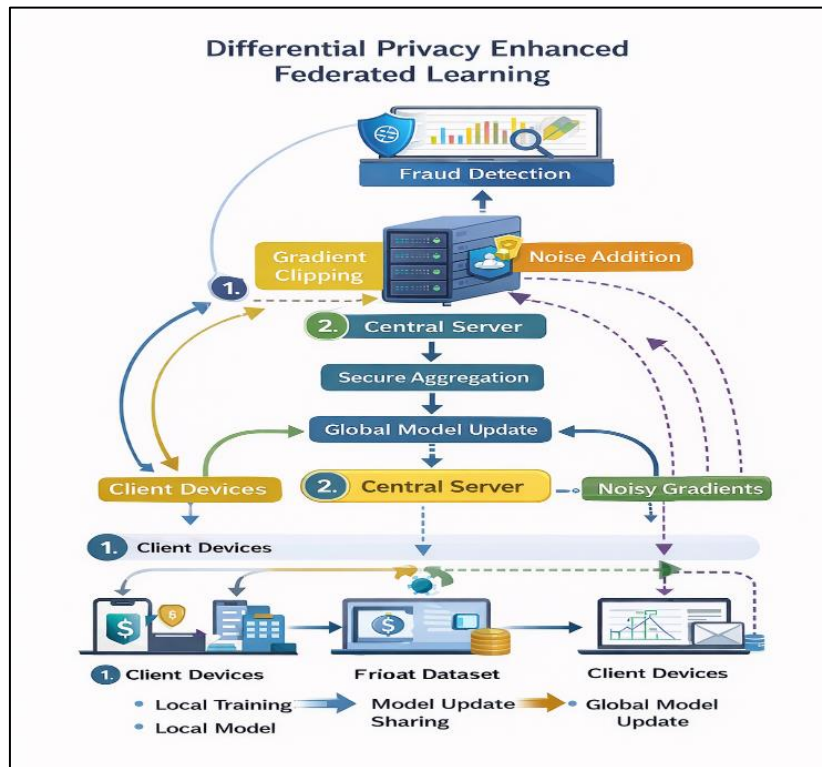 Differential Privacy Enhanced
Federated Learning
Fraud Detection
Gradient
Clipping
Noise Addition
1.
2. Central Server
Secure Aggregation
Global Model Update
Client Devices
2. Central Server
Noisy Gradients
1. Client Devices
$
6
$
1. Client Devices
Frioat Dataset
Client Devices
• Local Training
• Local Model
Model Update
Sharing
• Global Model
Update